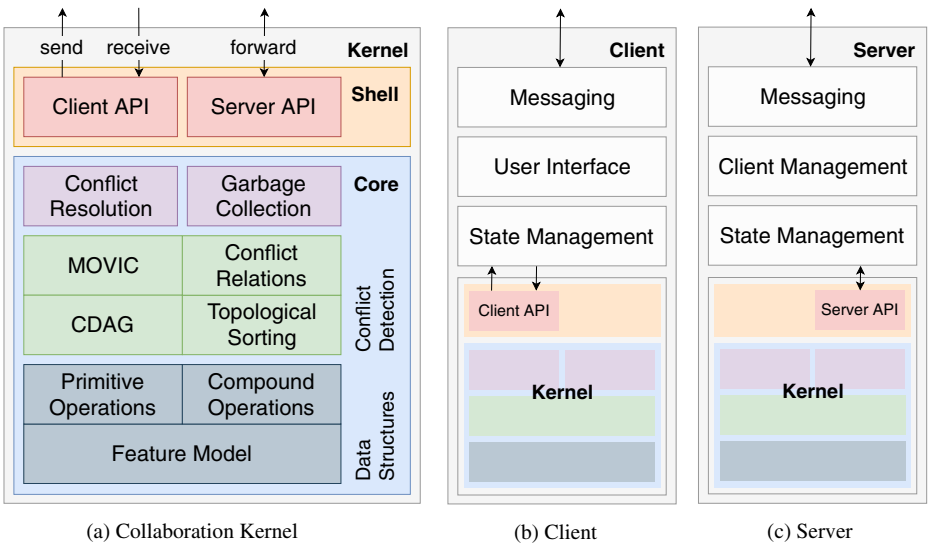 send
receive
forward
Kernel
Client API
Server API
Shell
Conflict
Resolution
Garbage
Collection
Core
MOVIC
Conflict
Relations
CDAG
Topological
Sorting
Conflict
Detection
Primitive
Operations
Compound
Operations
Feature Model
Data
Structures
(a) Collaboration Kernel
Client
Messaging
User Interface
State Management
Client API
Kernel
(b) Client
Server
Messaging
Client Management
State Management
Server API
Kernel
(c) Server